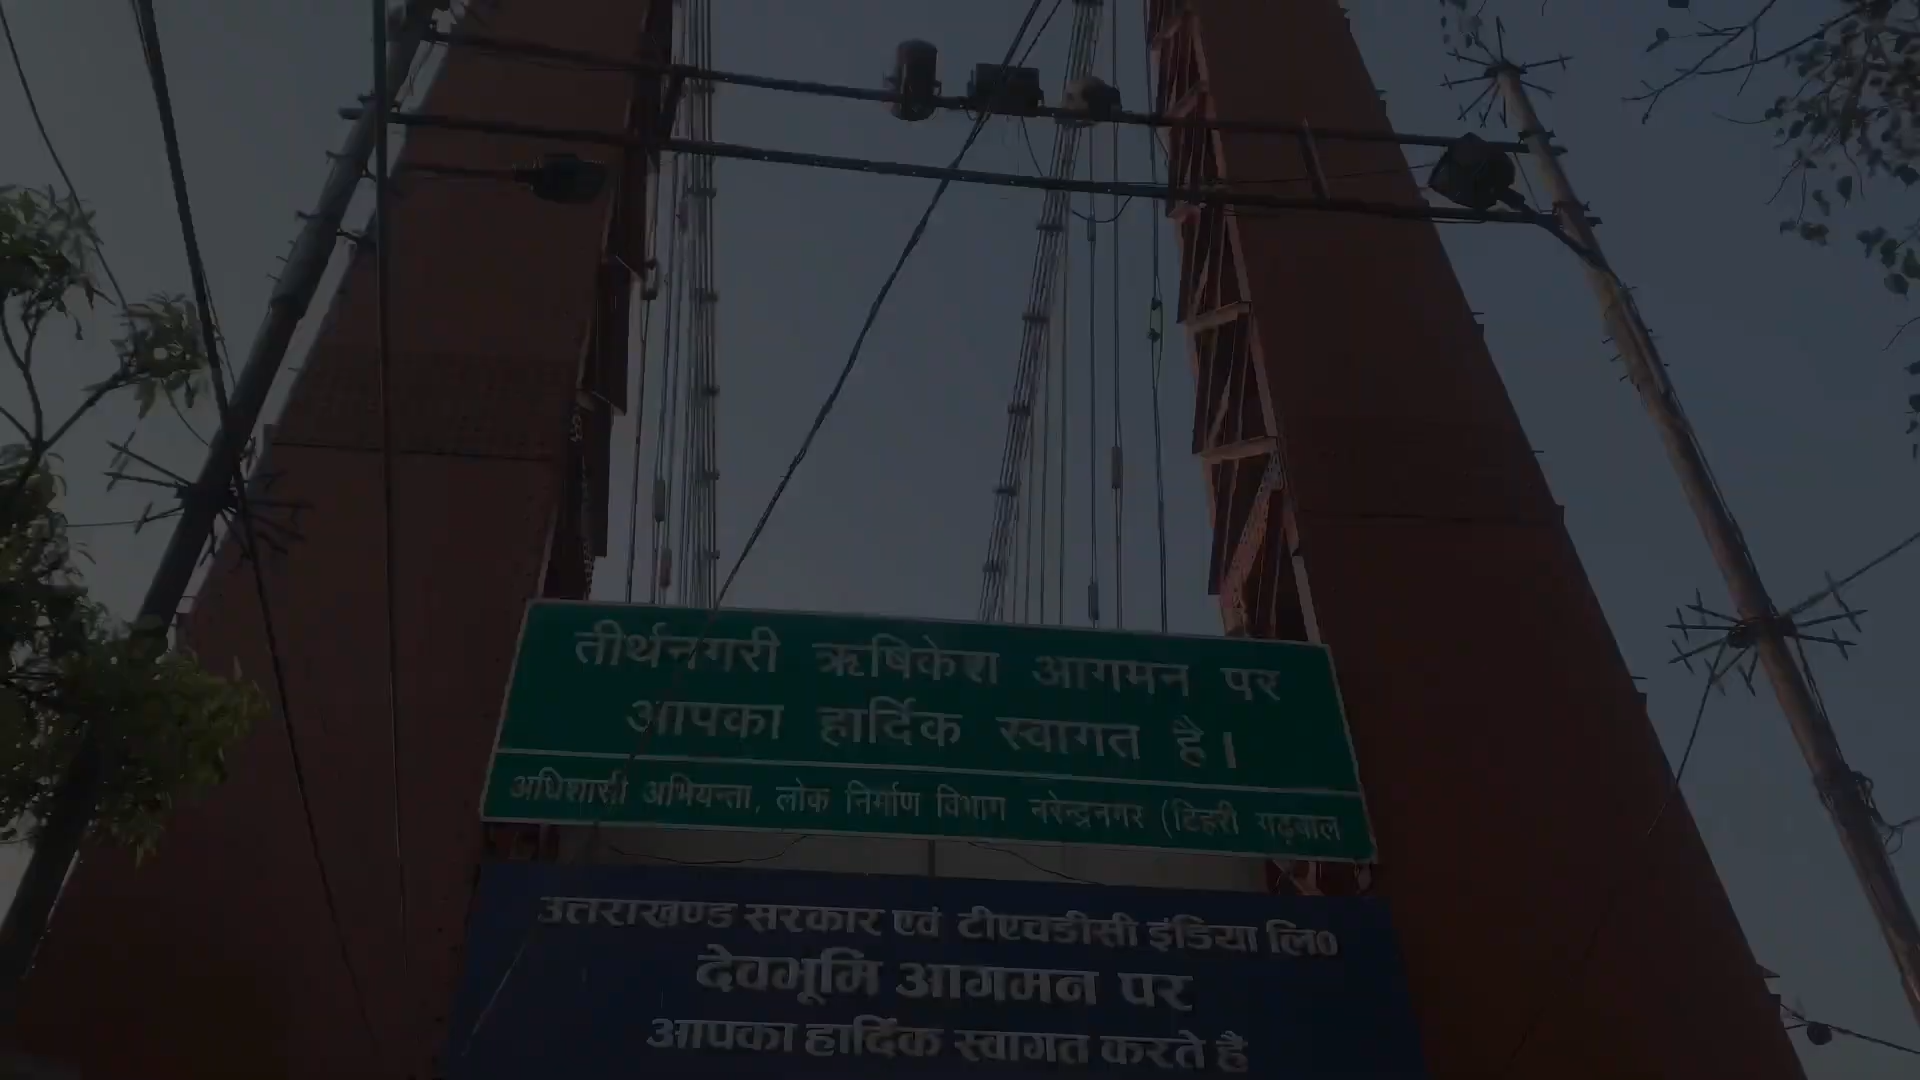 तीर्थनगरी ऋषिकेश आगमन पर
आपका हार्दिक स्वागत है।
अधिशासी अभियन्ता, लोक निर्माण विभाग नरेन्द्रनगर (टिहरी गढ़वाल
उत्तराखण्ड सरकार एवं टीएचडीसी इंडिया लि०
देवभूमि आगमन पर
आपका हार्दिक स्वागत करते हैं